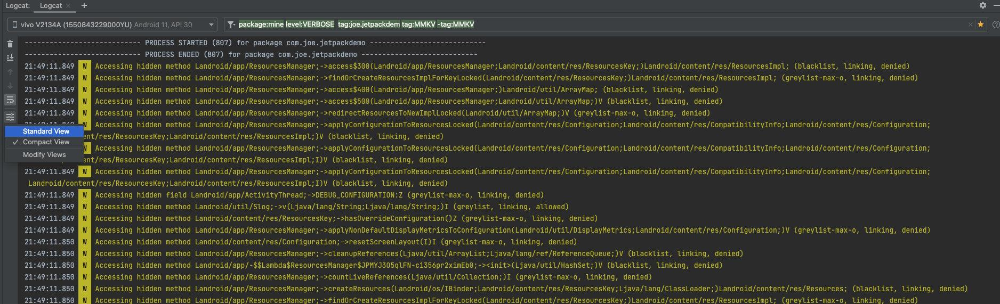 Logcat: Logcat
vivo V2134A (1550843229000YU) Android 11, API 30 package:mine level:VERBOSE tag:joe.jetpackdem tag:MMKV -tag:MMKV
---------------------------- PROCESS STARTED (807) for package com.joe.jetpackdemo ----------------------------
---------------------------- PROCESS ENDED (807) for package com.joe.jetpackdemo ----------------------------
21:49:11.849 W Accessing hidden method Landroid/app/ResourcesManager;->access$300(Landroid/app/ResourcesManager;Landroid/content/res/ResourcesKey;)Landroid/content/res/ResourcesImpl; (blacklist, linking, denied)
21:49:11.849 W Accessing hidden method Landroid/app/ResourcesManager;->findOrCreateResourcesImplForKeyLocked(Landroid/content/res/ResourcesKey;)Landroid/content/res/ResourcesImpl; (greylist-max-o, linking, denied)
21:49:11.849 W Accessing hidden method Landroid/app/ResourcesManager;->access$400(Landroid/app/ResourcesManager;)Landroid/util/ArrayMap; (blacklist, linking, denied)
21:49:11.849 W Accessing hidden method Landroid/app/ResourcesManager;->access$500(Landroid/app/ResourcesManager;Landroid/util/ArrayMap;)V (blacklist, linking, denied)
21:49:11.849 W Accessing hidden method Landroid/app/ResourcesManager;->redirectResourcesToNewImplLocked(Landroid/util/ArrayMap;)V (greylist-max-o, linking, denied)
21:49:11.849 W Accessing hidden method Landroid/app/ResourcesManager;->applyConfigurationToResourcesLocked(Landroid/content/res/Configuration;Landroid/content/res/CompatibilityInfo;Landroid/content/res/Configuration;
Standard View
ent/res/ResourcesKey;Landroid/content/res/ResourcesImpl;)V (blacklist, linking, denied)
Compact View
W Accessing hidden method Landroid/app/ResourcesManager;->applyConfigurationToResourcesLocked(Landroid/content/res/Configuration;Landroid/content/res/CompatibilityInfo;Landroid/content/res/Configuration;
Modify Views
ent/res/ResourcesKey;Landroid/content/res/ResourcesImpl;I)V (blacklist, linking, denied)
21:49:11.849 W Accessing hidden method Landroid/app/ResourcesManager;->applyConfigurationToResourcesLocked(Landroid/content/res/Configuration;Landroid/content/res/CompatibilityInfo;Landroid/content/res/Configuration;
Landroid/content/res/ResourcesKey;Landroid/content/res/ResourcesImpl;I)V (blacklist, linking, denied)
21:49:11.849 W Accessing hidden field Landroid/app/ActivityThread;->DEBUG_CONFIGURATION:Z (greylist-max-o, linking, denied)
21:49:11.849 W Accessing hidden method Landroid/util/Slog;->v(Ljava/lang/String;Ljava/lang/String;)I (greylist, linking, allowed)
21:49:11.849 W Accessing hidden method Landroid/content/res/ResourcesKey;->hasOverrideConfiguration()Z (greylist-max-o, linking, denied)
21:49:11.849 W Accessing hidden method Landroid/app/ResourcesManager;->applyNonDefaultDisplayMetricsToConfiguration(Landroid/util/DisplayMetrics;Landroid/content/res/Configuration;)V (greylist-max-o, linking, denied)
21:49:11.850 W Accessing hidden method Landroid/content/res/Configuration;->resetScreenLayout(I)I (greylist-max-o, linking, denied)
21:49:11.850 W Accessing hidden method Landroid/app/ResourcesManager;->cleanupReferences(Ljava/util/ArrayList;Ljava/lang/ref/ReferenceQueue;)V (blacklist, linking, denied)
21:49:11.850 W Accessing hidden method Landroid/app/-$$Lambda$ResourcesManager$JPMYJ3O5qlFN-c1356pr2ximEb0;-><init>(Ljava/util/HashSet;)V (blacklist, linking, denied)
21:49:11.850 W Accessing hidden method Landroid/app/ResourcesManager;->countLiveReferences(Ljava/util/Collection;)I (greylist-max-o, linking, denied)
21:49:11.850 W Accessing hidden method Landroid/app/ResourcesManager;->createResources(Landroid/os/IBinder;Landroid/content/res/ResourcesKey;Ljava/lang/ClassLoader;)Landroid/content/res/Resources; (blacklist, linking, denied)
21:49:11.850 W Accessing hidden method Landroid/app/ResourcesManager;->findOrCreateResourcesImplForKeyLocked(Landroid/content/res/ResourcesKey;)Landroid/content/res/ResourcesImpl; (greylist-max-o, linking, denied)